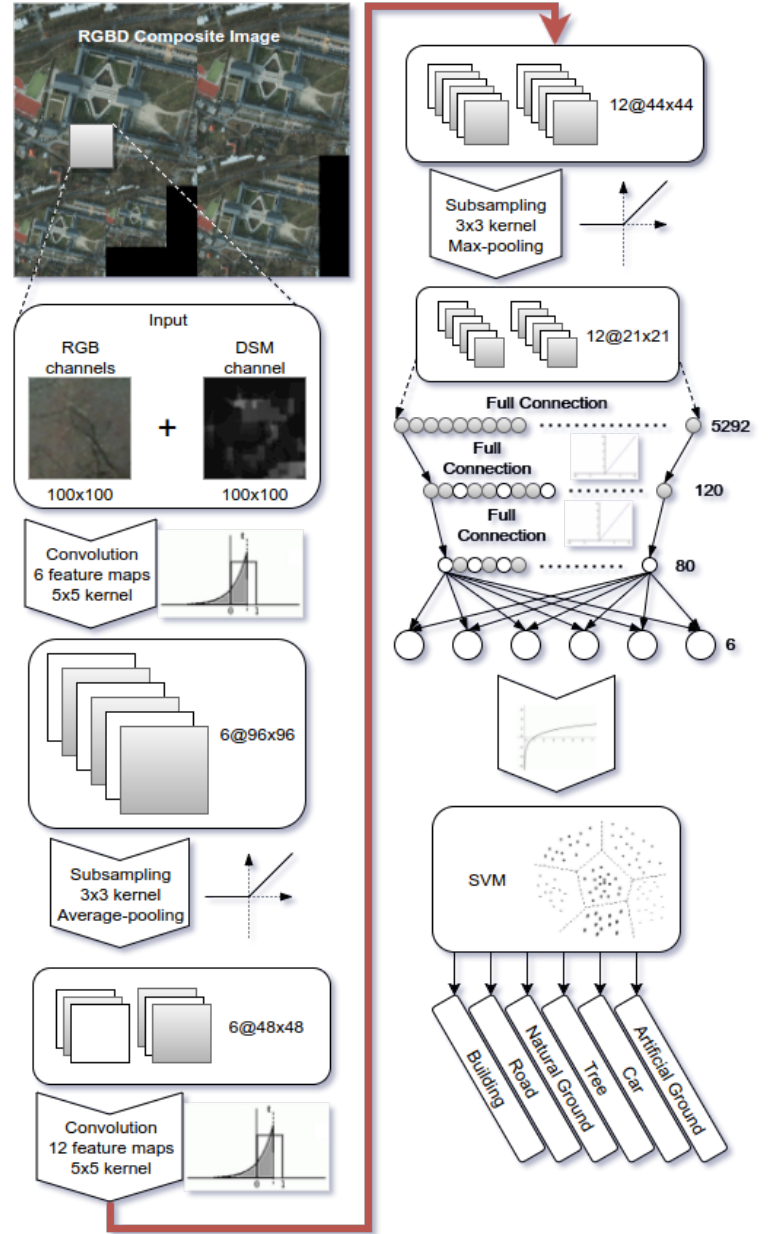 RGBD Composite Image
Input
RGB
channels
DSM
channel
+
100x100
100x100
Convolution
6 feature maps
5x5 kernel
6@96x96
Subsampling
3x3 kernel
Average-pooling
6@48x48
Convolution
12 feature maps
5x5 kernel
12@44x44
Subsampling
3x3 kernel
Max-pooling
12@21x21
Full Connection
5292
Full
Connection
120
Full
Connection
80
6
SVM
Building
Road
Natural Ground
Tree
Car
Artificial Ground